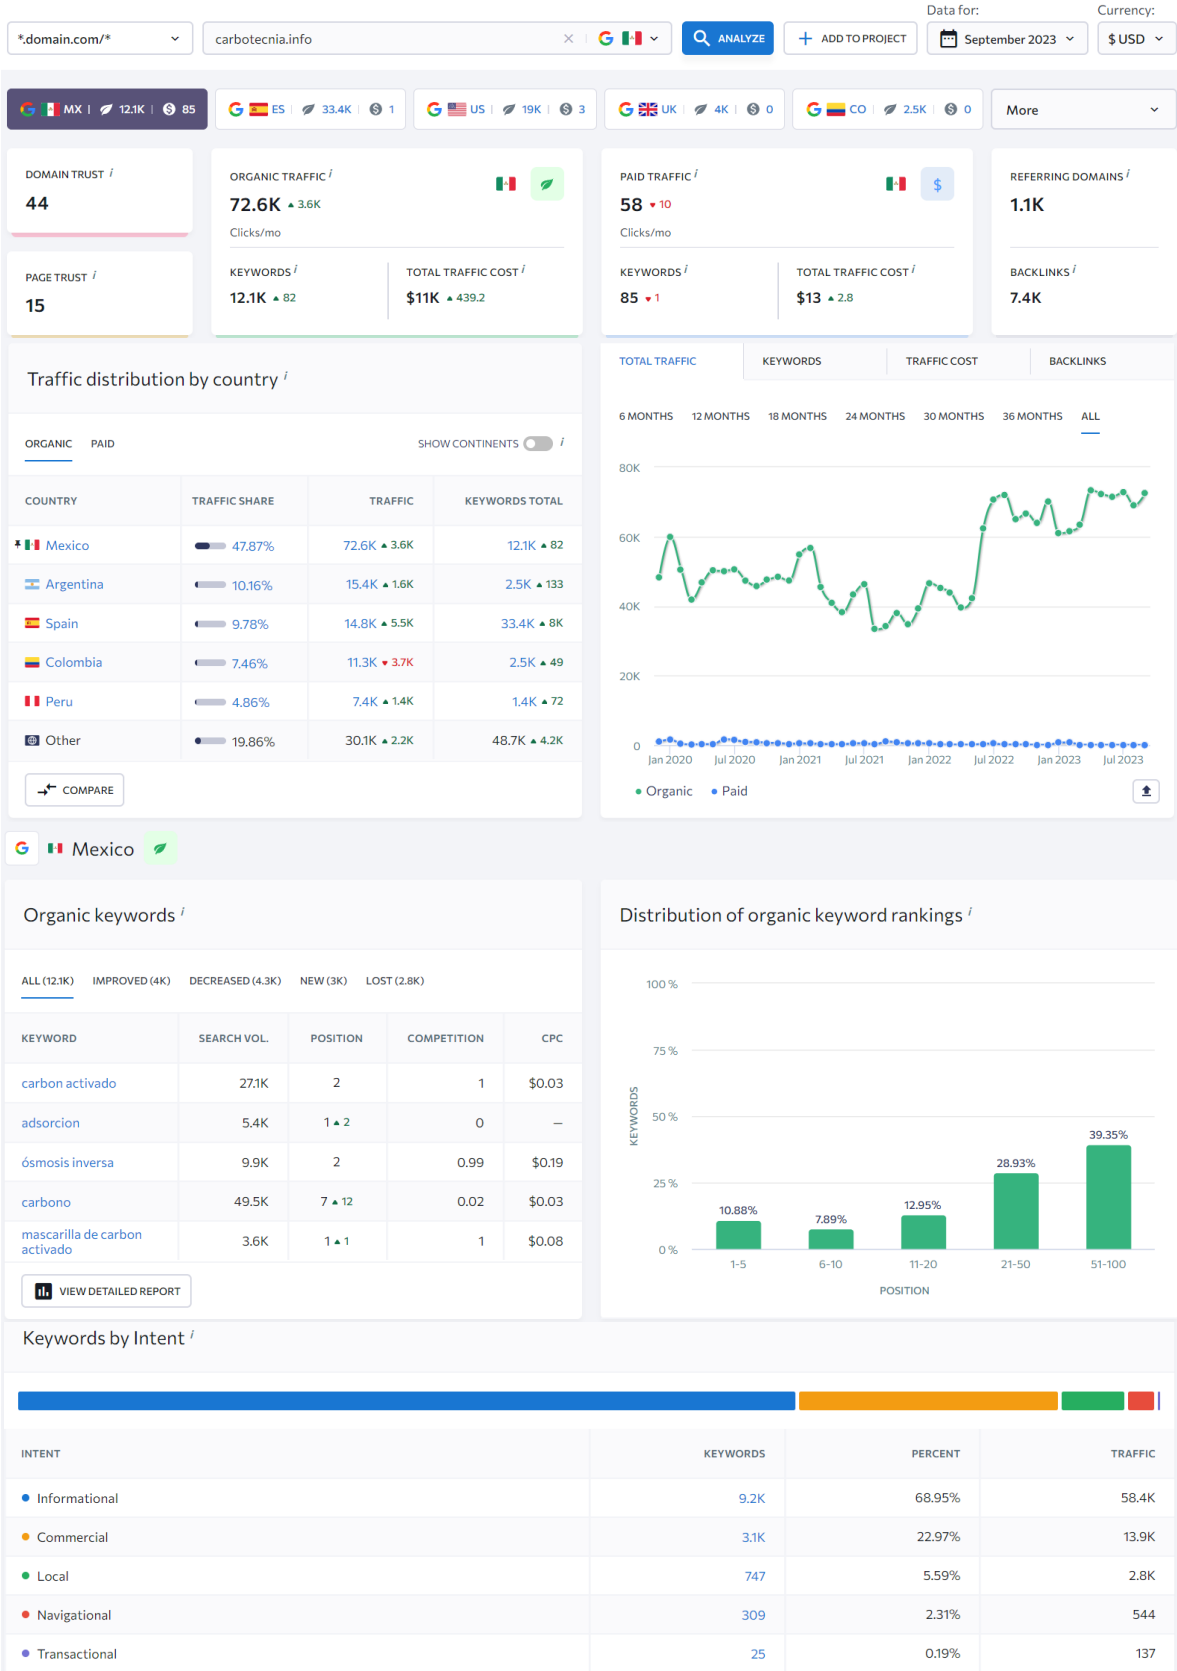 Data for: Currency:
*.domain.com/* carbotecnia.info ANALYZE ADD TO PROJECT September 2023 $ USD
MX 12.1K 85 ES 33.4K 1 US 19K 3 UK 4K 0 CO 2.5K 0 More
DOMAIN TRUST i
44
PAGE TRUST i
15
ORGANIC TRAFFIC i
72.6K 3.6K
Clicks/mo
KEYWORDS i TOTAL TRAFFIC COST i
12.1K 82 $11K 439.2
PAID TRAFFIC i
$
58 10
Clicks/mo
KEYWORDS i TOTAL TRAFFIC COST i
85 1 $13 2.8
REFERRING DOMAINS i
1.1K
BACKLINKS i
7.4K
Traffic distribution by country i
ORGANIC PAID SHOW CONTINENTS i
COUNTRY TRAFFIC SHARE TRAFFIC KEYWORDS TOTAL
Mexico 47.87% 72.6K 3.6K 12.1K 82
Argentina 10.16% 15.4K 1.6K 2.5K 133
Spain 9.78% 14.8K 5.5K 33.4K 8K
Colombia 7.46% 11.3K 3.7K 2.5K 49
Peru 4.86% 7.4K 1.4K 1.4K 72
Other 19.86% 30.1K 2.2K 48.7K 4.2K
COMPARE
TOTAL TRAFFIC KEYWORDS TRAFFIC COST BACKLINKS
6 MONTHS 12 MONTHS 18 MONTHS 24 MONTHS 30 MONTHS 36 MONTHS ALL
80K
60K
40K
20K
0
Jan 2020 Jul 2020 Jan 2021 Jul 2021 Jan 2022 Jul 2022 Jan 2023 Jul 2023
Organic Paid
Mexico
Organic keywords i
ALL (12.1K) IMPROVED (4K) DECREASED (4.3K) NEW (3K) LOST (2.8K)
KEYWORD SEARCH VOL. POSITION COMPETITION CPC
carbon activado 27.1K 2 1 $0.03
adsorcion 5.4K 1 2 0 —
ósmosis inversa 9.9K 2 0.99 $0.19
carbono 49.5K 7 12 0.02 $0.03
mascarilla de carbon
activado 3.6K 1 1 1 $0.08
VIEW DETAILED REPORT
Distribution of organic keyword rankings i
100 %
75 %
50 %
25 %
0 %
KEYWORDS
10.88% 7.89% 12.95% 28.93% 39.35%
1-5 6-10 11-20 21-50 51-100
POSITION
Keywords by Intent i
INTENT KEYWORDS PERCENT TRAFFIC
Informational 9.2K 68.95% 58.4K
Commercial 3.1K 22.97% 13.9K
Local 747 5.59% 2.8K
Navigational 309 2.31% 544
Transactional 25 0.19% 137